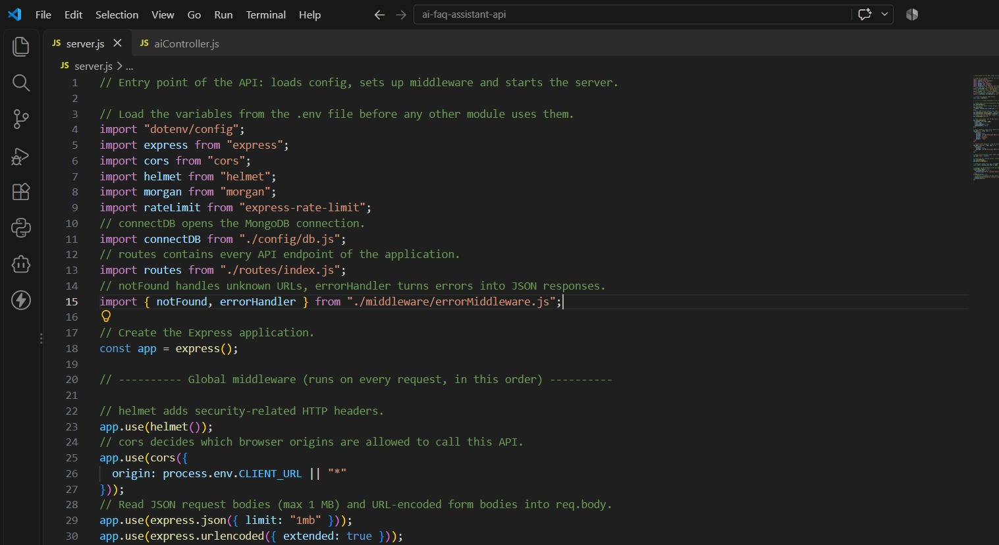 File Edit Selection View Go Run Terminal Help
ai-faq-assistant-api
JS server.js
JS aiController.js
JS server.js > ...
1 // Entry point of the API: loads config, sets up middleware and starts the server.
2
3 // Load the variables from the .env file before any other module uses them.
4 import "dotenv/config";
5 import express from "express";
6 import cors from "cors";
7 import helmet from "helmet";
8 import morgan from "morgan";
9 import rateLimit from "express-rate-limit";
10 // connectDB opens the MongoDB connection.
11 import connectDB from "./config/db.js";
12 // routes contains every API endpoint of the application.
13 import routes from "./routes/index.js";
14 // notFound handles unknown URLs, errorHandler turns errors into JSON responses.
15 import { notFound, errorHandler } from "./middleware/errorMiddleware.js";
16
17 // Create the Express application.
18 const app = express();
19
20 // ---------- Global middleware (runs on every request, in this order) ----------
21
22 // helmet adds security-related HTTP headers.
23 app.use(helmet());
24 // cors decides which browser origins are allowed to call this API.
25 app.use(cors({
26   origin: process.env.CLIENT_URL || "*"
27 }));
28 // Read JSON request bodies (max 1 MB) and URL-encoded form bodies into req.body.
29 app.use(express.json({ limit: "1mb" }));
30 app.use(express.urlencoded({ extended: true }));